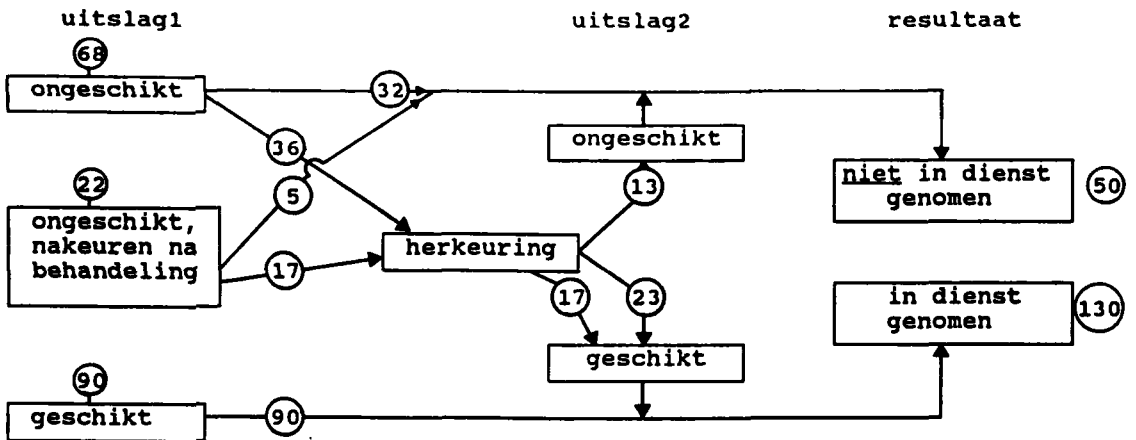 uitslag1
uitslag2
resultaat
68
ongeschikt
32
36
ongeschikt
13
niet in dienst
genomen
50
22
ongeschikt,
nakeuren na
behandeling
5
17
herkeuring
17
23
in dienst
genomen
130
geschikt
90
geschikt
90